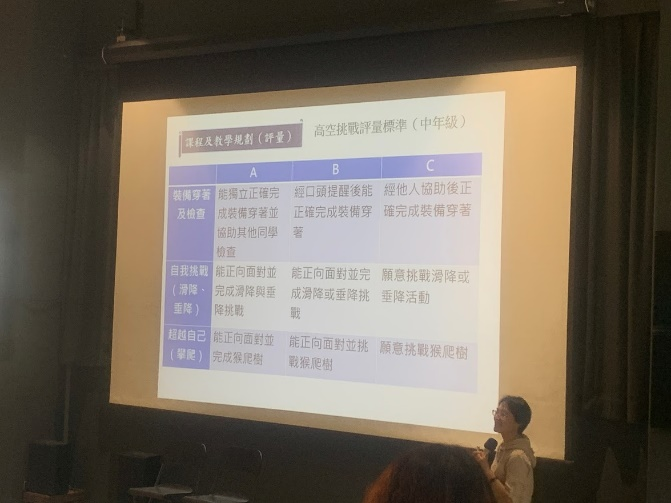 課程及教學規劃（評量）
高空挑戰評量標準（中年級）
A
B
C
裝備穿著
及檢查
能獨立正確完
成裝備穿著並
協助其他同學
檢查
經口頭提醒後能
正確完成裝備穿
著
經他人協助後正
確完成裝備穿著
自我挑戰
（滑降、
垂降）
能正向面對並
完成滑降與垂
降挑戰
能正向面對並完
成滑降或垂降挑
戰
願意挑戰滑降或
垂降活動
超越自己
（攀爬）
能正向面對並
完成猴爬樹
能正向面對並挑
戰猴爬樹
願意挑戰猴爬樹